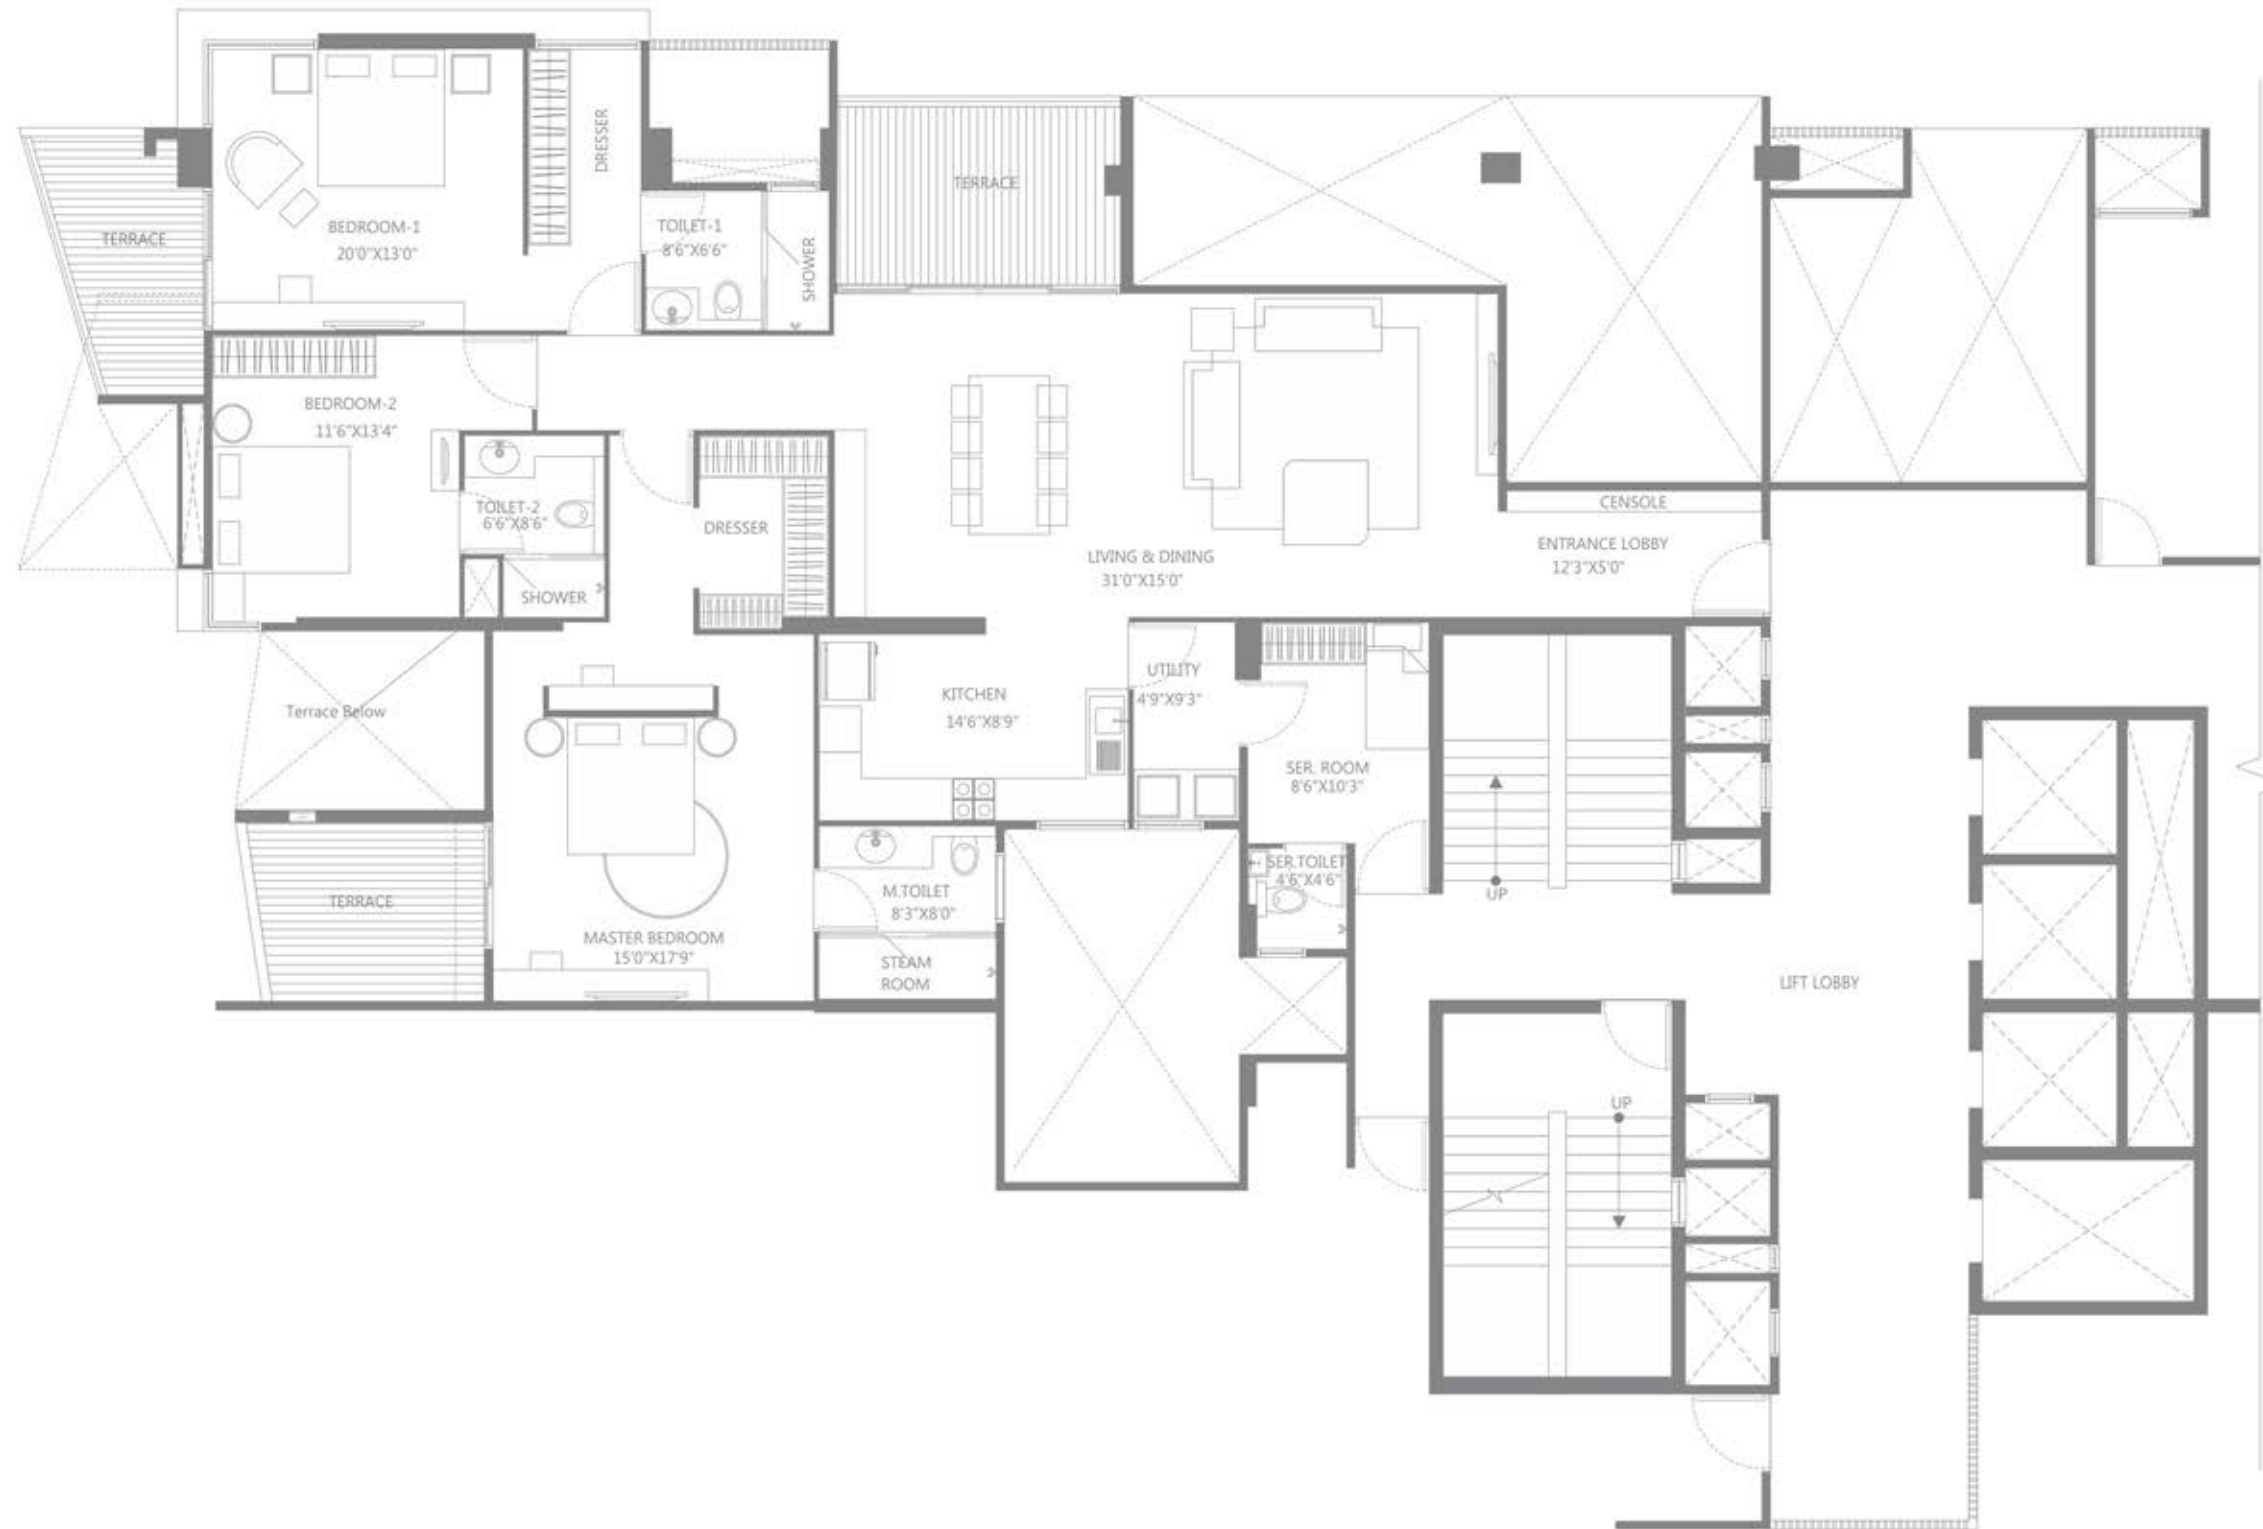 DRESSER
TERRACE
BEDROOM-1
20'0"X13'0"
TOILET-1
8'6"X6'6"
SHOWER
TERRACE
BEDROOM-2
11'6"X13'4"
TOILET-2
6'6"X8'6"
SHOWER
DRESSER
LIVING & DINING
31'0"X15'0"
CENSOLE
ENTRANCE LOBBY
12'3"X5'0"
Terrace Below
KITCHEN
14'6"X8'9"
UTILITY
4'9"X9'3"
SER. ROOM
8'6"X10'3"
SER.TOILET
4'6"X4'6"
UP
TERRACE
MASTER BEDROOM
15'0"X17'9"
M.TOILET
8'3"X8'0"
STEAM
ROOM
LIFT LOBBY
UP